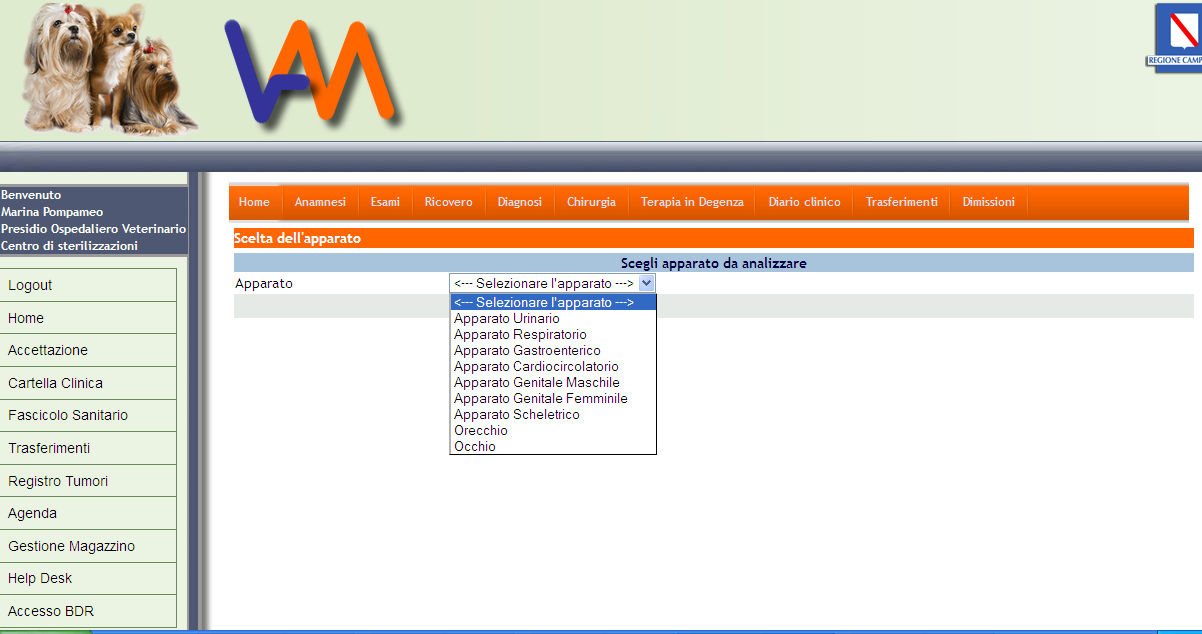 VAM
REGIONE CAMP
Benvenuto
Marina Pompameo
Presidio Ospedaliero Veterinario
Centro di sterilizzazioni
Logout
Home
Accettazione
Cartella Clinica
Fascicolo Sanitario
Trasferimenti
Registro Tumori
Agenda
Gestione Magazzino
Help Desk
Accesso BDR
Home Anamnesi Esami Ricovero Diagnosi Chirurgia Terapia in Degenza Diario clinico Trasferimenti Dimissioni
Scelta dell'apparato
Scegli apparato da analizzare
Apparato <--- Selezionare l'apparato --->
<--- Selezionare l'apparato --->
Apparato Urinario
Apparato Respiratorio
Apparato Gastroenterico
Apparato Cardiocircolatorio
Apparato Genitale Maschile
Apparato Genitale Femminile
Apparato Scheletrico
Orecchio
Occhio